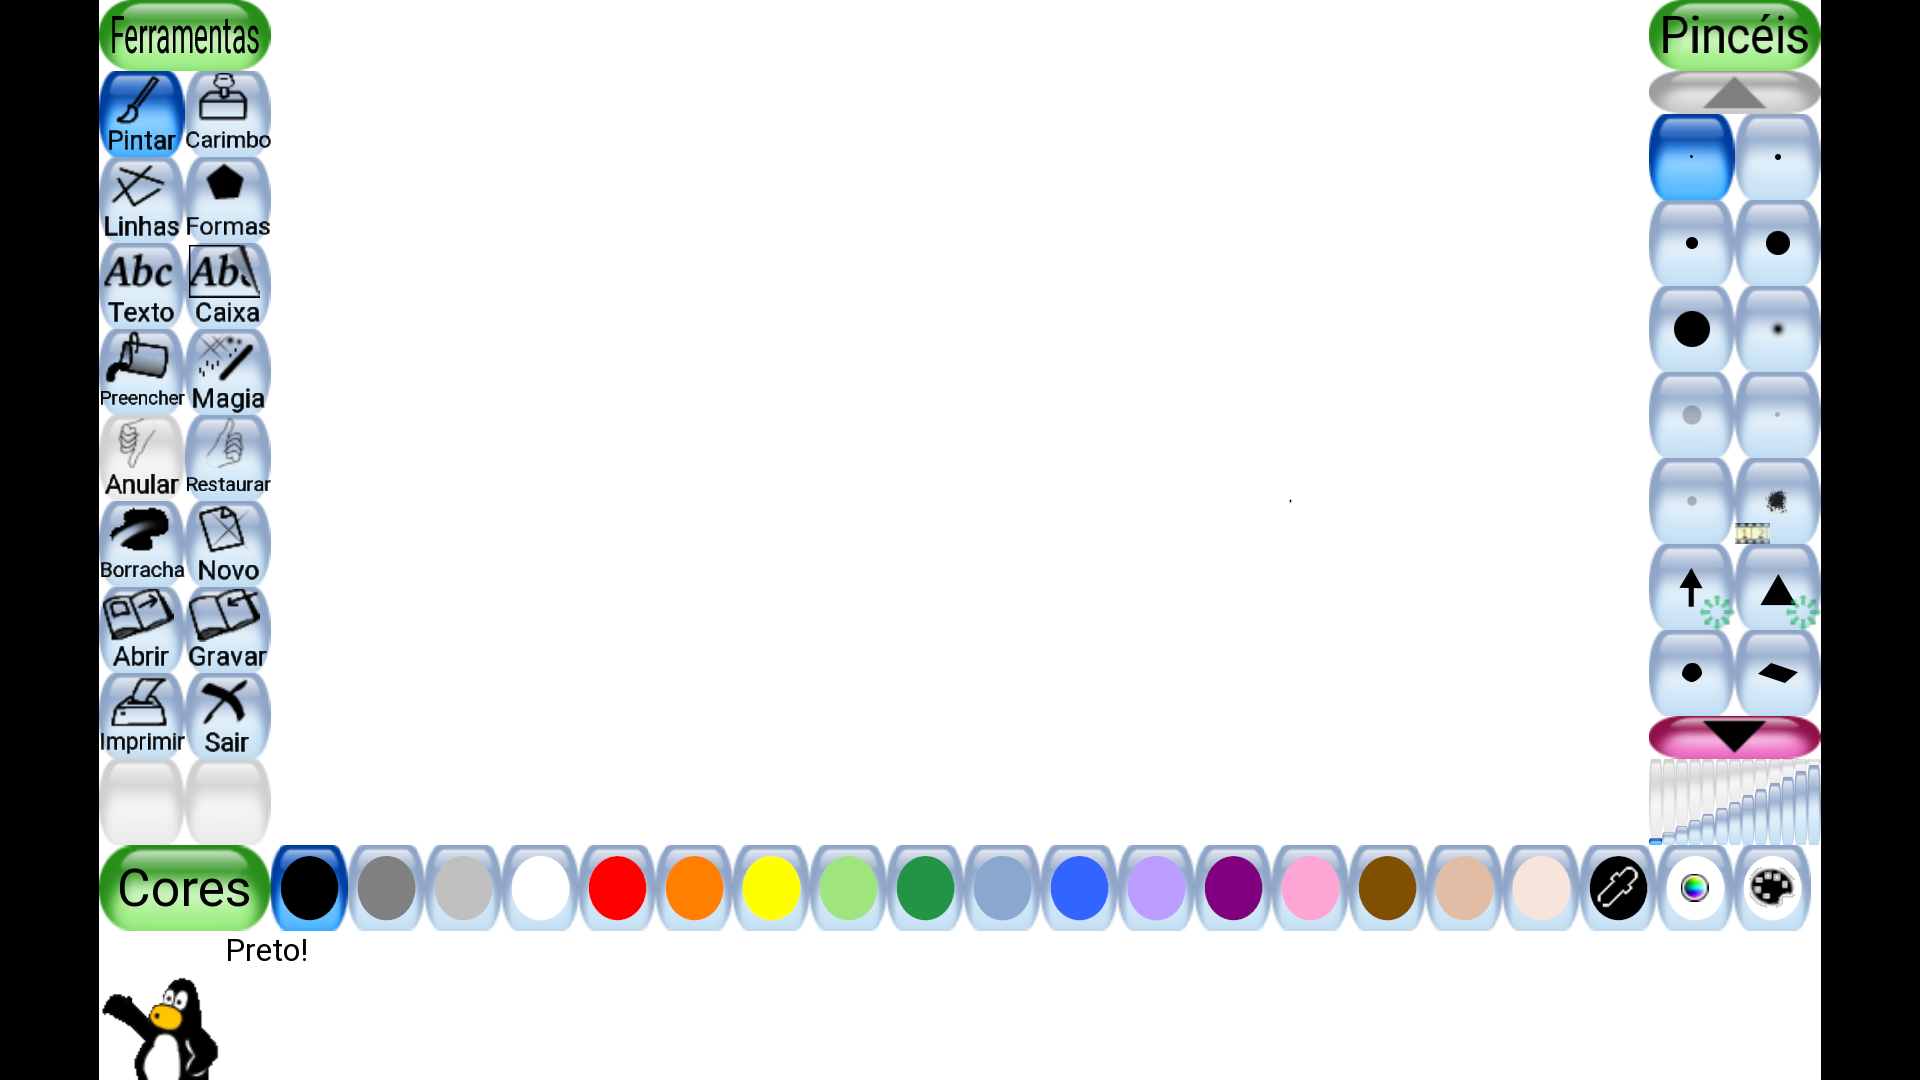 Ferramentas
Pincéis
Pintar Carimbo
Linhas Formas
Abc Abc
Texto Caixa
Preencher Magia
Anular Restaurar
Borracha Novo
Abrir Gravar
Imprimir Sair
Cores
Preto!